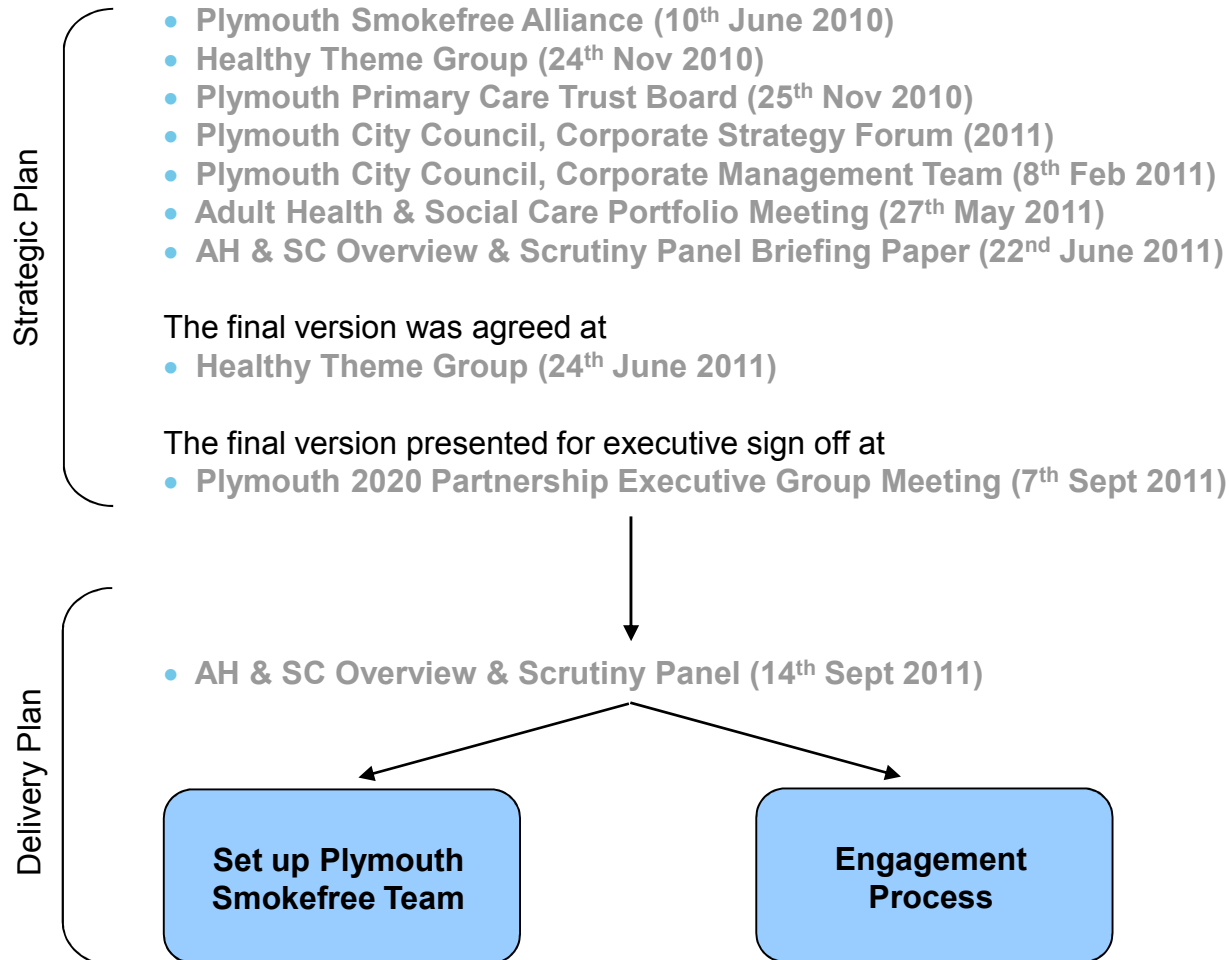 Strategic Plan
• Plymouth Smokefree Alliance (10th June 2010)
• Healthy Theme Group (24th Nov 2010)
• Plymouth Primary Care Trust Board (25th Nov 2010)
• Plymouth City Council, Corporate Strategy Forum (2011)
• Plymouth City Council, Corporate Management Team (8th Feb 2011)
• Adult Health & Social Care Portfolio Meeting (27th May 2011)
• AH & SC Overview & Scrutiny Panel Briefing Paper (22nd June 2011)
The final version was agreed at
• Healthy Theme Group (24th June 2011)
The final version presented for executive sign off at
• Plymouth 2020 Partnership Executive Group Meeting (7th Sept 2011)
Delivery Plan
• AH & SC Overview & Scrutiny Panel (14th Sept 2011)
Set up Plymouth
Smokefree Team
Engagement
Process